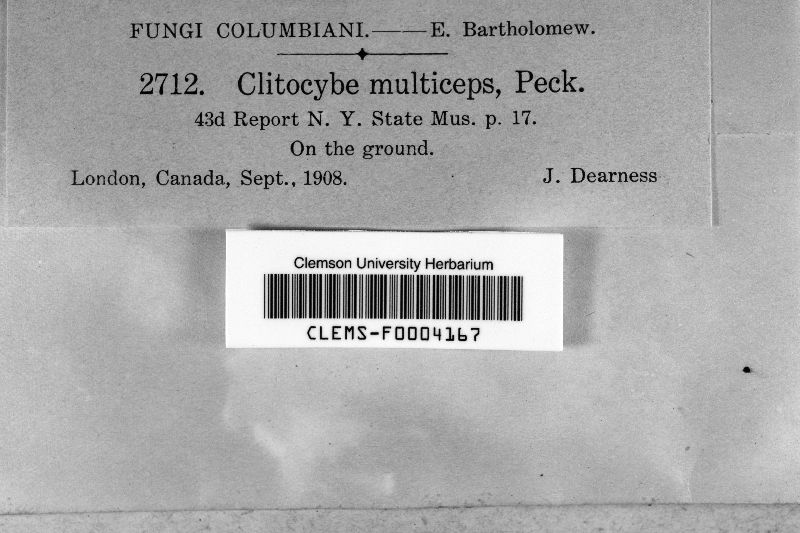 FUNGI COLUMBIANI.——E. Bartholomew.
2712. Clitocybe multiceps, Peck.
43d Report N. Y. State Mus. p. 17.
On the ground.
London, Canada, Sept., 1908. J. Dearness
Clemson University Herbarium
CLEMS-F0004167